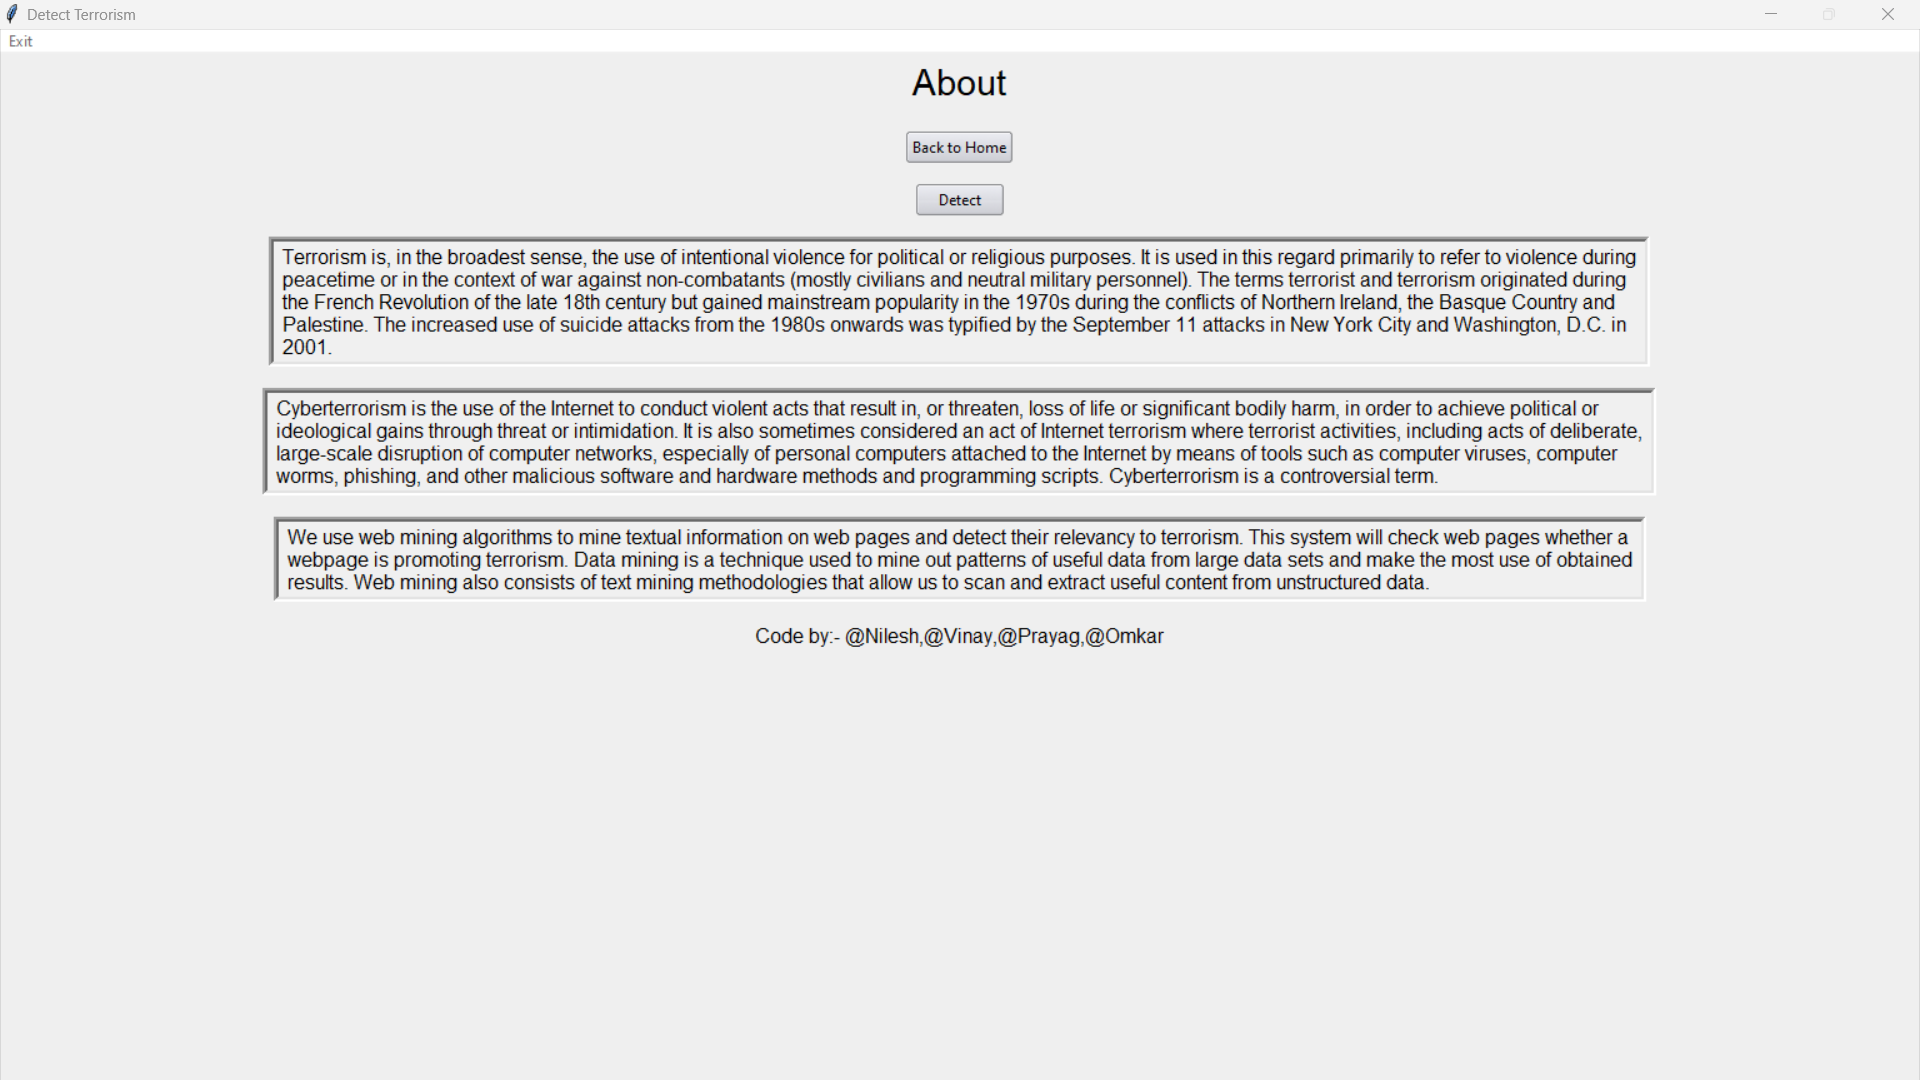 Detect Terrorism
Exit
About
Back to Home
Detect
Terrorism is, in the broadest sense, the use of intentional violence for political or religious purposes. It is used in this regard primarily to refer to violence during
peacetime or in the context of war against non-combatants (mostly civilians and neutral military personnel). The terms terrorist and terrorism originated during
the French Revolution of the late 18th century but gained mainstream popularity in the 1970s during the conflicts of Northern Ireland, the Basque Country and
Palestine. The increased use of suicide attacks from the 1980s onwards was typified by the September 11 attacks in New York City and Washington, D.C. in
2001.
Cyberterrorism is the use of the Internet to conduct violent acts that result in, or threaten, loss of life or significant bodily harm, in order to achieve political or
ideological gains through threat or intimidation. It is also sometimes considered an act of Internet terrorism where terrorist activities, including acts of deliberate,
large-scale disruption of computer networks, especially of personal computers attached to the Internet by means of tools such as computer viruses, computer
worms, phishing, and other malicious software and hardware methods and programming scripts. Cyberterrorism is a controversial term.
We use web mining algorithms to mine textual information on web pages and detect their relevancy to terrorism. This system will check web pages whether a
webpage is promoting terrorism. Data mining is a technique used to mine out patterns of useful data from large data sets and make the most use of obtained
results. Web mining also consists of text mining methodologies that allow us to scan and extract useful content from unstructured data.
Code by:- @Nilesh,@Vinay,@Prayag,@Omkar